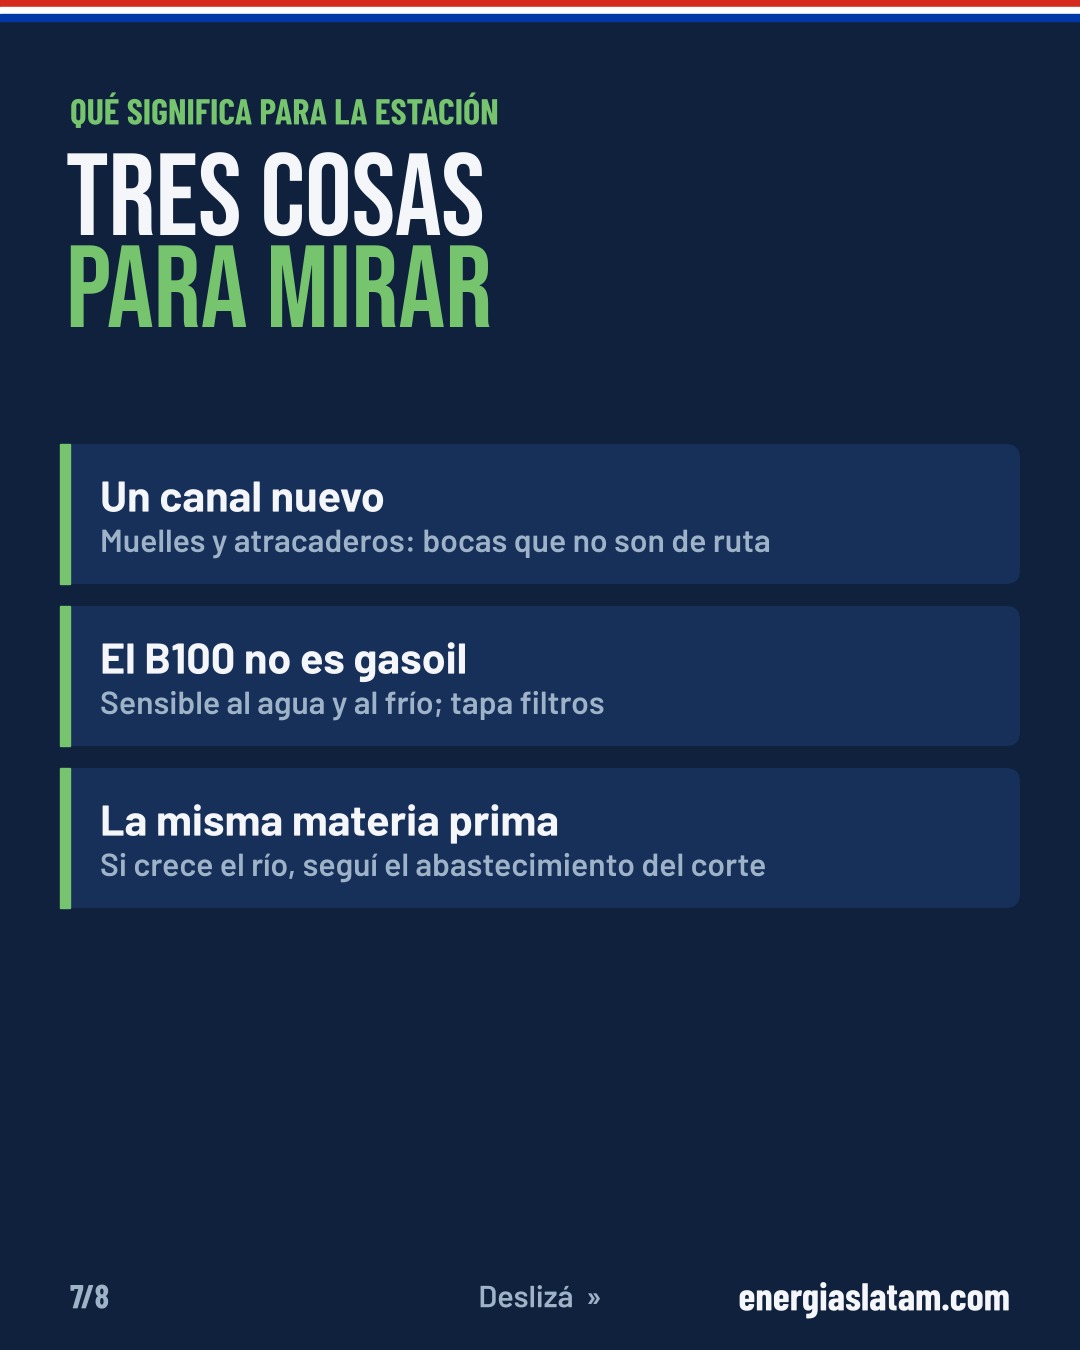 QUÉ SIGNIFICA PARA LA ESTACIÓN
TRES COSAS
PARA MIRAR
Un canal nuevo
Muelles y atracaderos: bocas que no son de ruta
El B100 no es gasoil
Sensible al agua y al frío; tapa filtros
La misma materia prima
Si crece el río, seguí el abastecimiento del corte
7/8
Deslizá »
energiaslatam.com